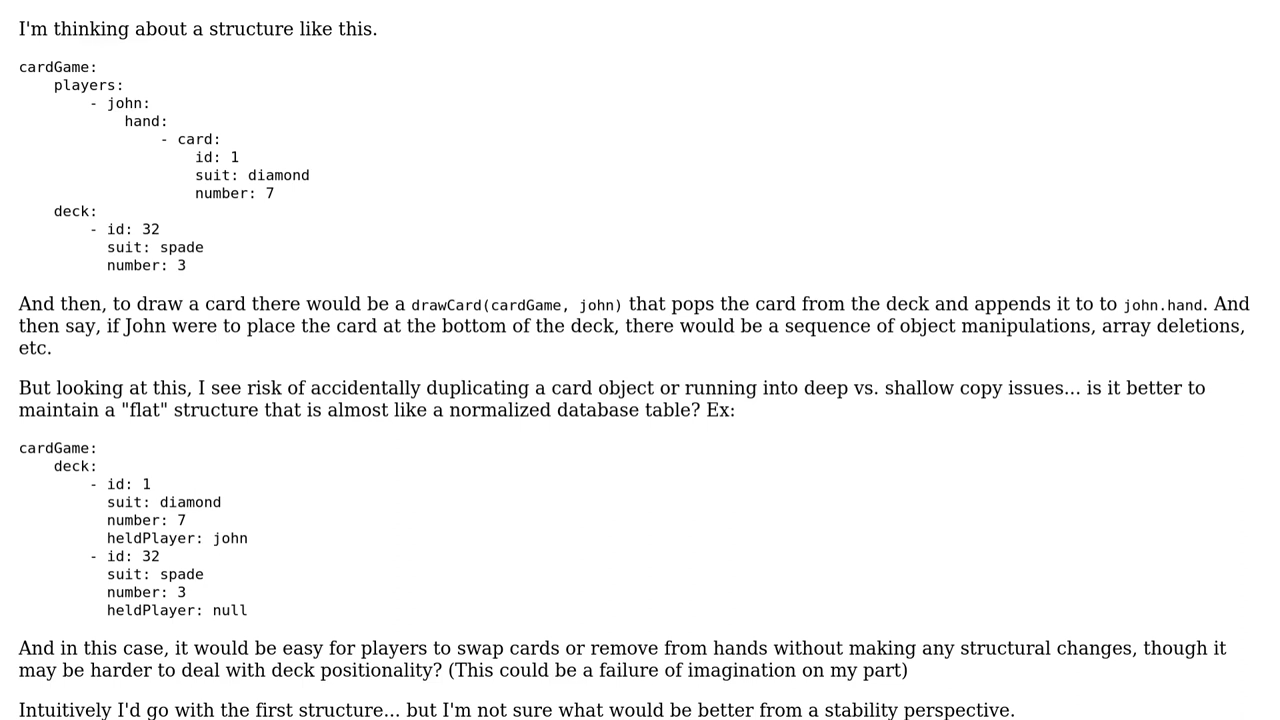 I'm thinking about a structure like this.
cardGame:
    players:
        - john:
            hand:
                - card:
                    id: 1
                    suit: diamond
                    number: 7
    deck:
        - id: 32
          suit: spade
          number: 3
And then, to draw a card there would be a drawCard(cardGame, john) that pops the card from the deck and appends it to to john.hand. And
then say, if John were to place the card at the bottom of the deck, there would be a sequence of object manipulations, array deletions,
etc.
But looking at this, I see risk of accidentally duplicating a card object or running into deep vs. shallow copy issues... is it better to
maintain a "flat" structure that is almost like a normalized database table? Ex:
cardGame:
    deck:
        - id: 1
          suit: diamond
          number: 7
          heldPlayer: john
        - id: 32
          suit: spade
          number: 3
          heldPlayer: null
And in this case, it would be easy for players to swap cards or remove from hands without making any structural changes, though it
may be harder to deal with deck positionality? (This could be a failure of imagination on my part)
Intuitively I'd go with the first structure... but I'm not sure what would be better from a stability perspective.